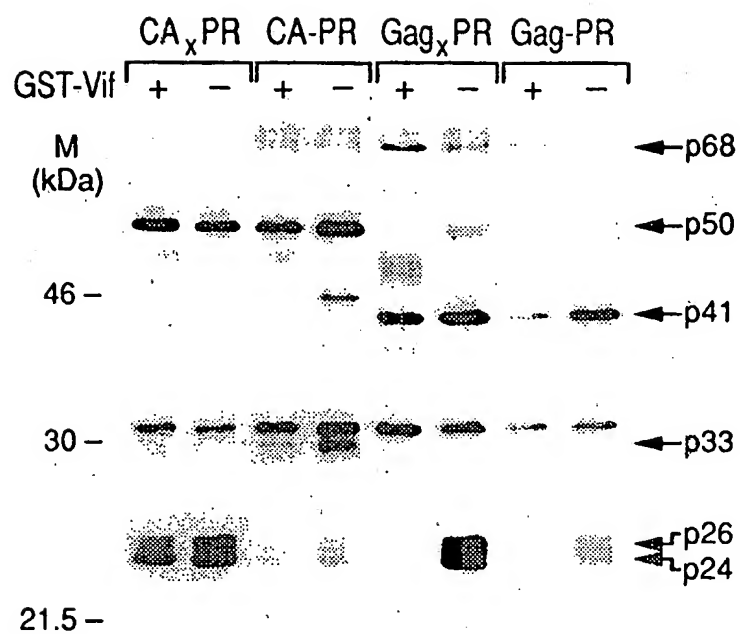 CAₓPR CA-PR GagₓPR Gag-PR
GST-Vif + − + − + − + −
M
(kDa)
p68
p50
46 –
p41
30 –
p33
p26
p24
21.5 –